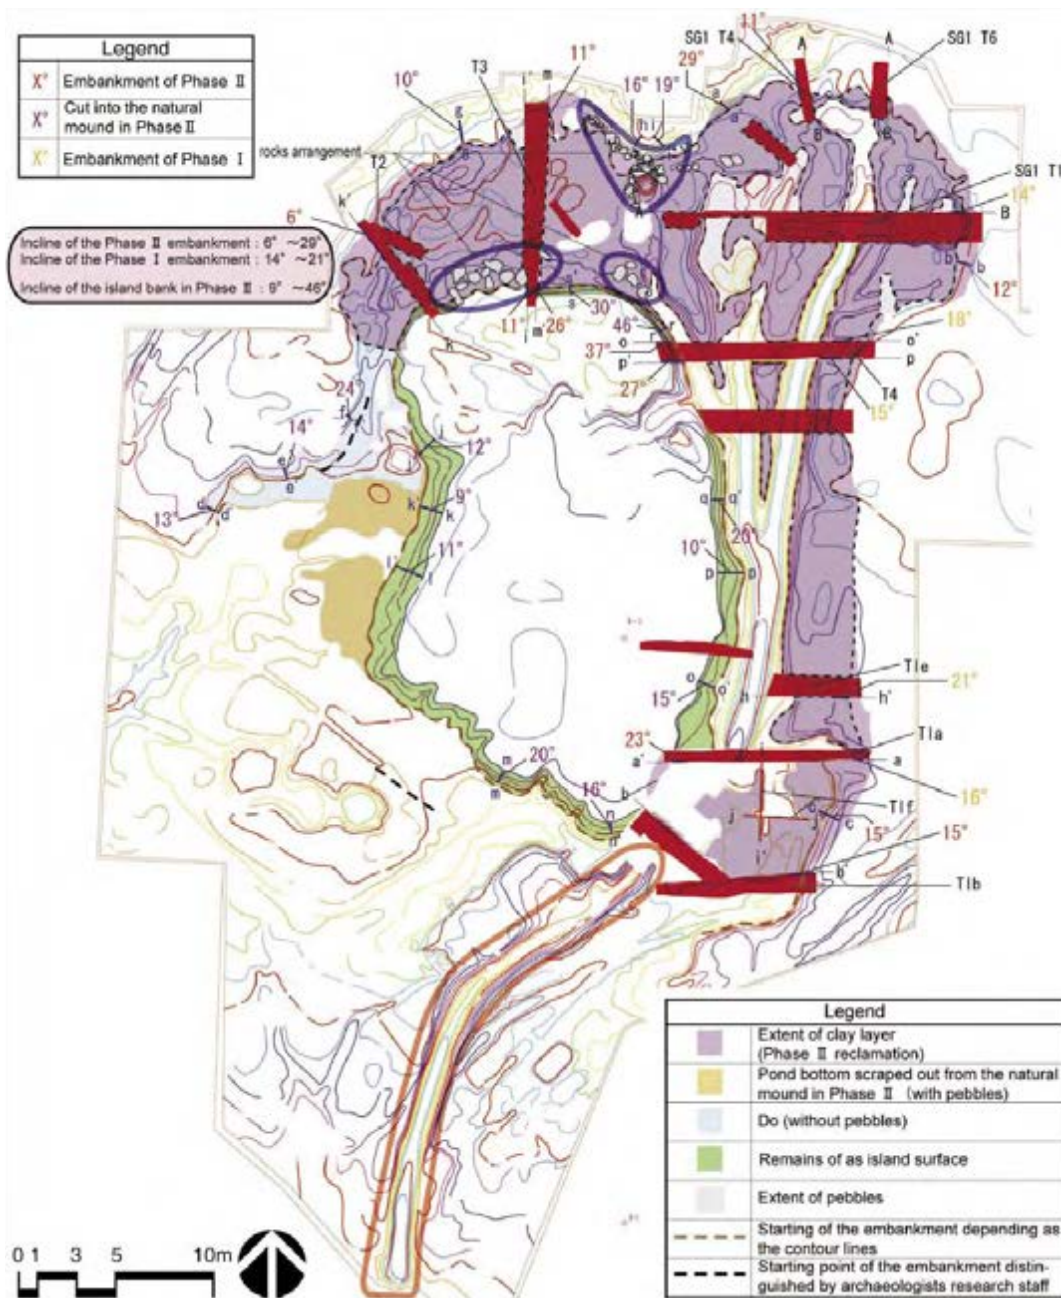 Legend
X° Embankment of Phase Ⅱ
X° Cut into the natural
mound in Phase Ⅱ
X° Embankment of Phase Ⅰ
Incline of the Phase Ⅱ embankment : 6° ~29°
Incline of the Phase Ⅰ embankment : 14° ~21°
Incline of the island bank in Phase Ⅱ : 9° ~46°
rocks arrangement
SG1 T4
11°
A
A
SG1 T6
29°
a
a'
B
B
16°
19°
11°
i'
m
T3
10°
g
T2
k'
6°
k
SG1 T1
14°
B
b
b
12°
11°
m
26°
30°
46°
r
o
37°
p'
27°
18°
o'
p
T4
15°
24
f
14°
e
e
13°
d
d'
12°
9°
k
k
11°
l'
l
q
q'
20°
10°
p
p
o
o'
15°
h
h'
T1e
21°
23°
a'
T1a
a
16°
m
20°
m
16°
n
n
b
j
j
T1f
c
c
15°
15°
i'
b'
T1b
Legend
Extent of clay layer
(Phase Ⅱ reclamation)
Pond bottom scraped out from the natural
mound in Phase Ⅱ (with pebbles)
Do (without pebbles)
Remains of as island surface
Extent of pebbles
Starting of the embankment depending as
the contour lines
Starting point of the embankment distin-
guished by archaeologists research staff
0 1 3 5 10m